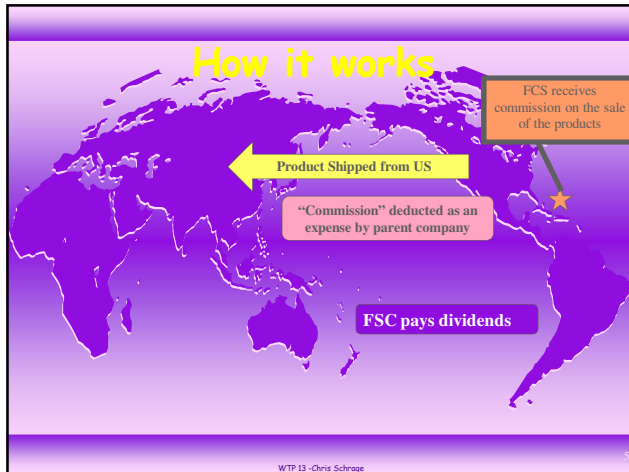 How it works
FCS receives
commission on the sale
of the products
Product Shipped from US
“Commission” deducted as an
expense by parent company
FSC pays dividends
WTP 13 -Chris Schrage
5